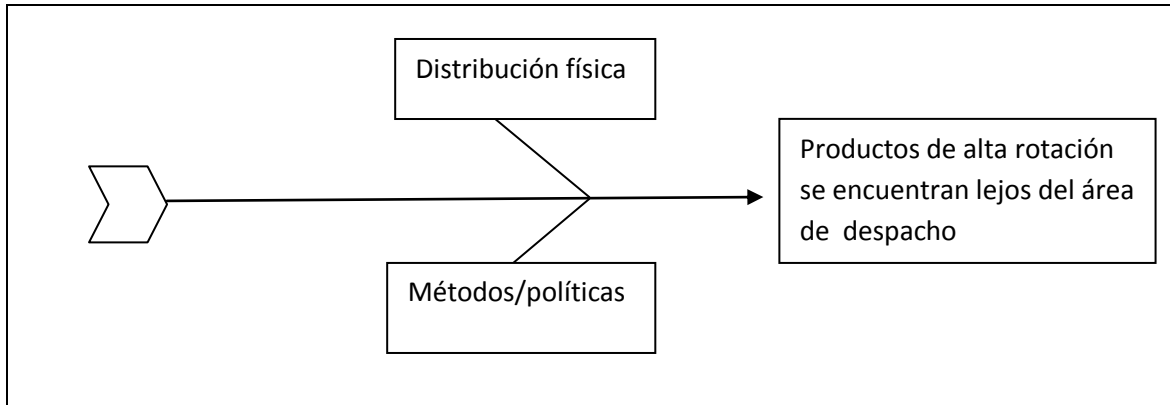 Distribución física
Productos de alta rotación
se encuentran lejos del área
de despacho
Métodos/políticas